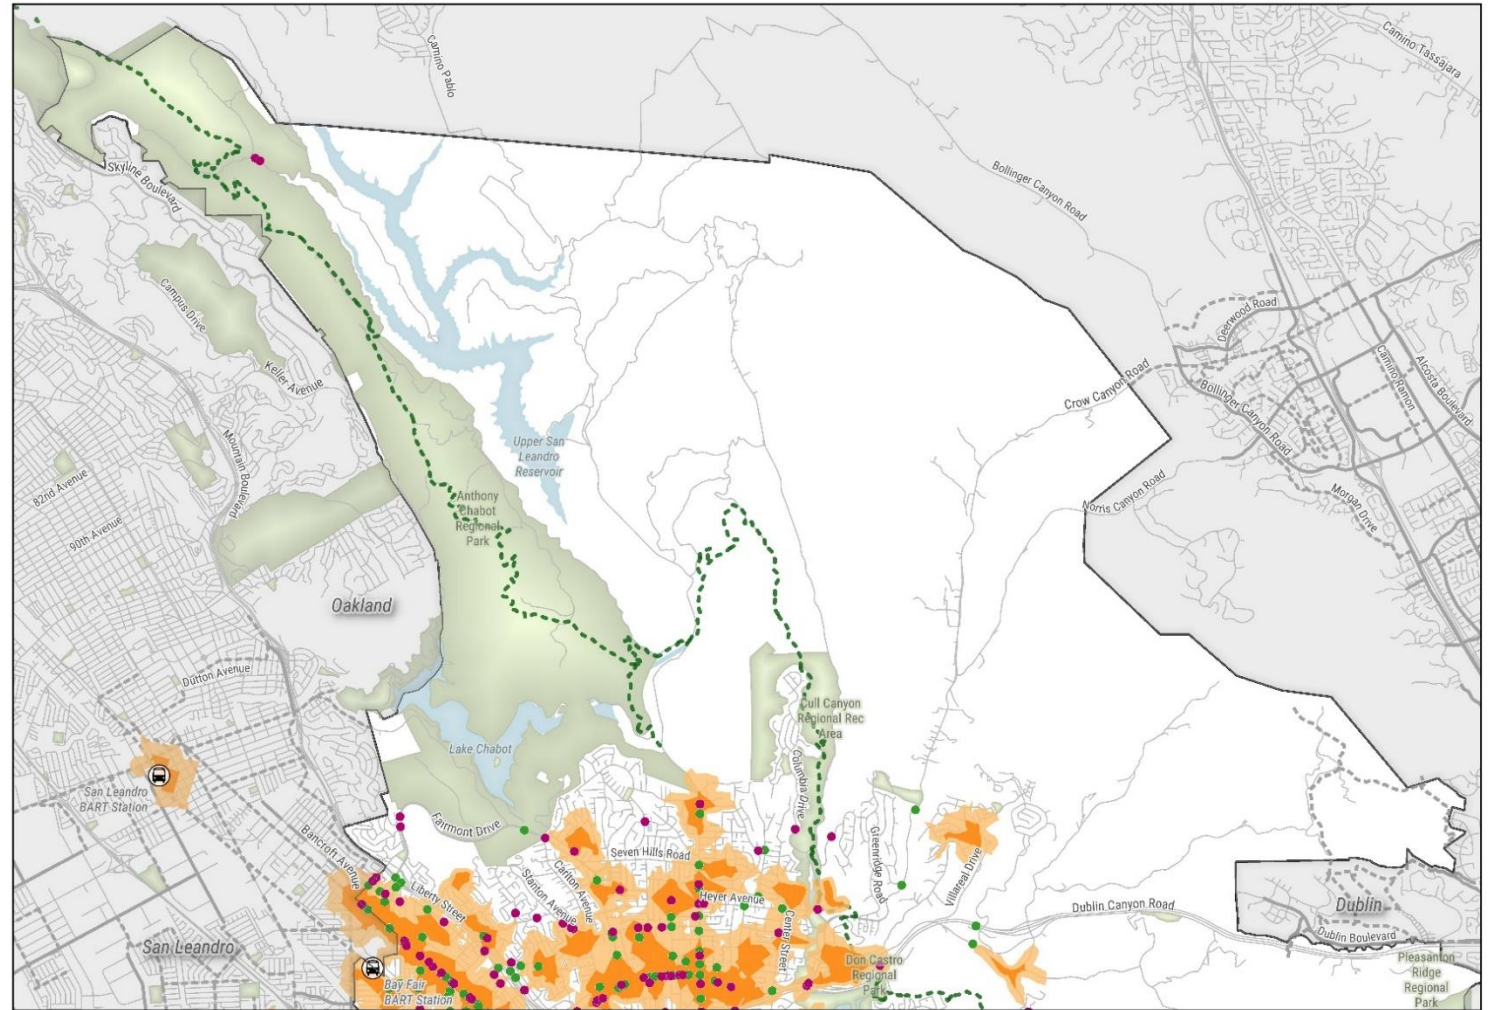 Camino Pablo
Camino Tassajara
Skyline Boulevard
Bollinger Canyon Road
Campus Drive
Deerwood Road
Keller Avenue
Camino Ramon
Alcosta Boulevard
Crow Canyon Road
Bollinger Canyon Road
Mountain Boulevard
Upper San
Leandro
Reservoir
82nd Avenue
Anthony
Chabot
Regional
Park
Norris Canyon Road
Morgan Drive
90th Avenue
Oakland
Dutton Avenue
Cull Canyon
Regional Rec
Area
Lake Chabot
Columbia Drive
San Leandro
BART Station
Fairmont Drive
Bancroft Avenue
Seven Hills Road
Greenridge Road
Villareal Drive
Carlton Avenue
Stanton Avenue
Liberty Street
Heyer Avenue
Center Street
Dublin Canyon Road
Dublin
Dublin Boulevard
San Leandro
Don Castro
Regional
Park
Bay Fair
BART Station
Pleasanton
Ridge
Regional
Park